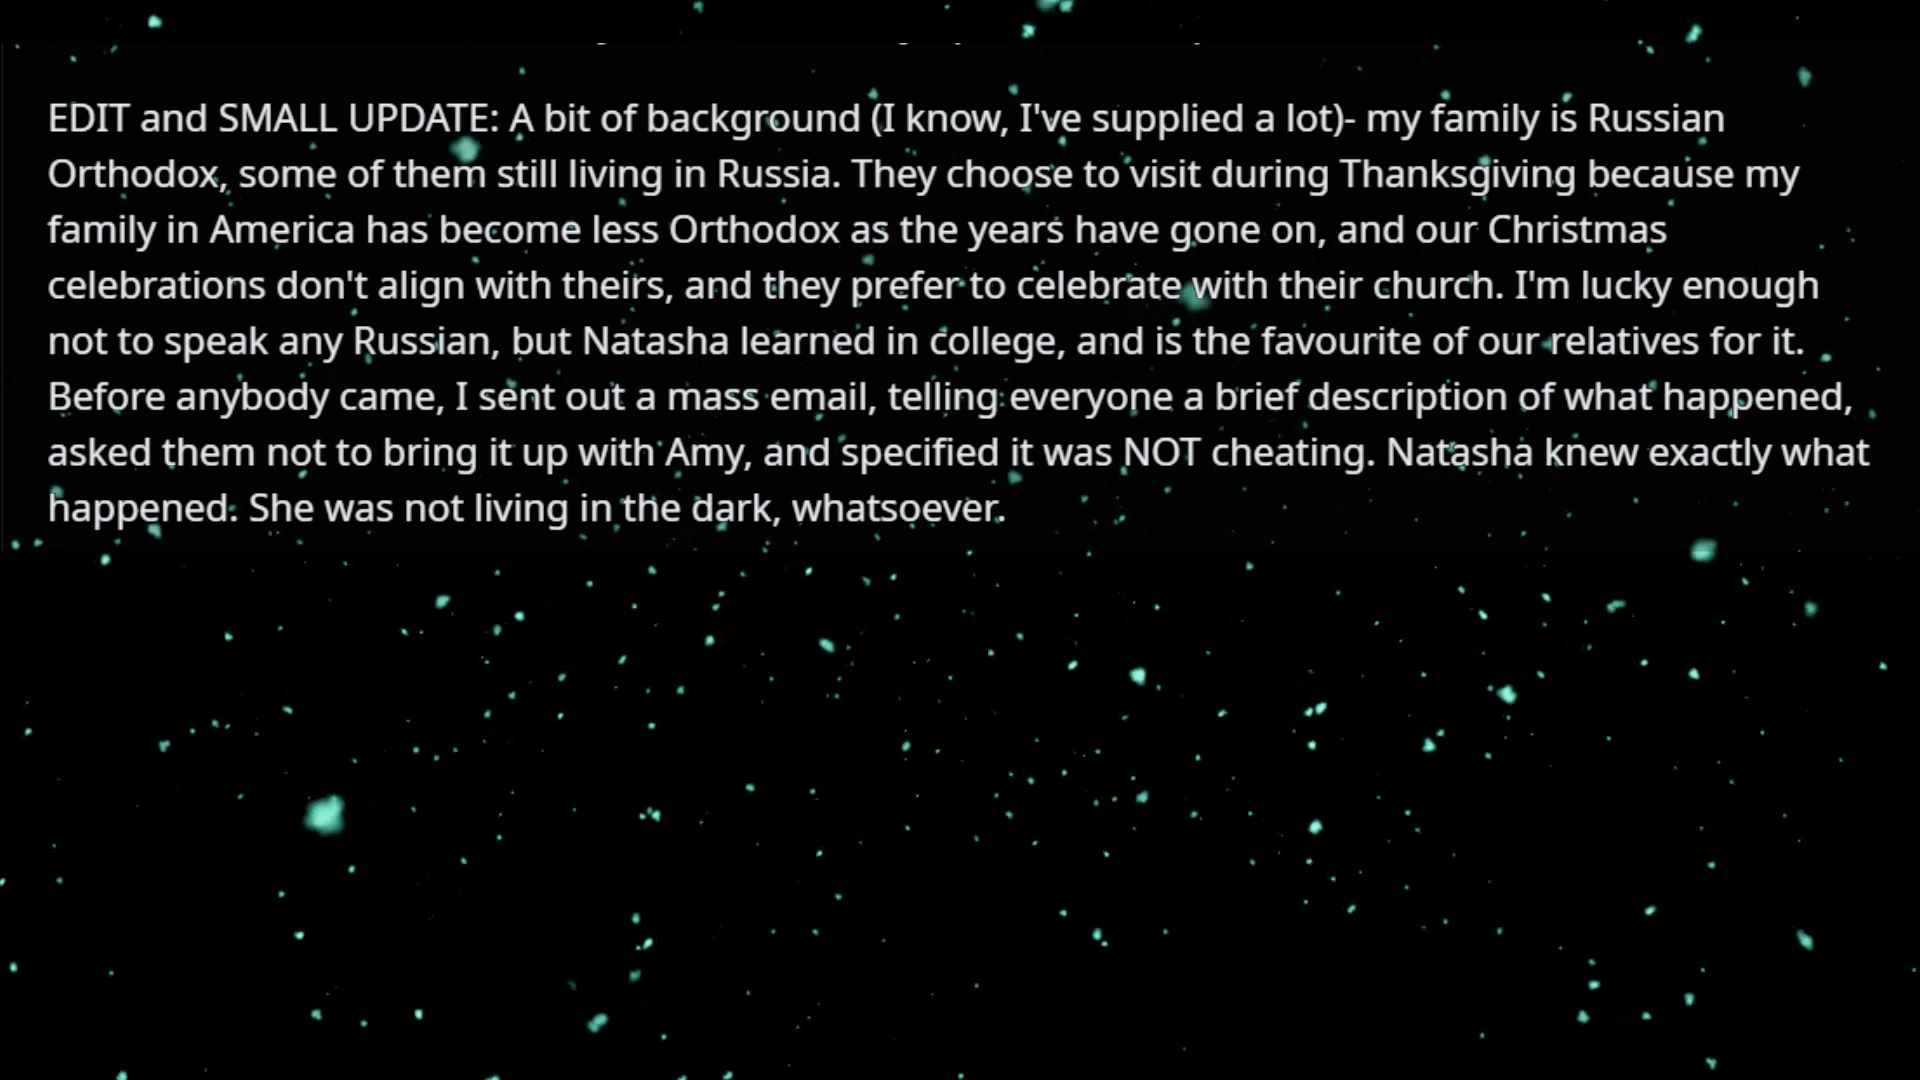 EDIT and SMALL UPDATE: A bit of background (I know, I've supplied a lot)- my family is Russian
Orthodox, some of them still living in Russia. They choose to visit during Thanksgiving because my
family in America has become less Orthodox as the years have gone on, and our Christmas
celebrations don't align with theirs, and they prefer to celebrate with their church. I'm lucky enough
not to speak any Russian, but Natasha learned in college, and is the favourite of our relatives for it.
Before anybody came, I sent out a mass email, telling everyone a brief description of what happened,
asked them not to bring it up with Amy, and specified it was NOT cheating. Natasha knew exactly what
happened. She was not living in the dark, whatsoever.